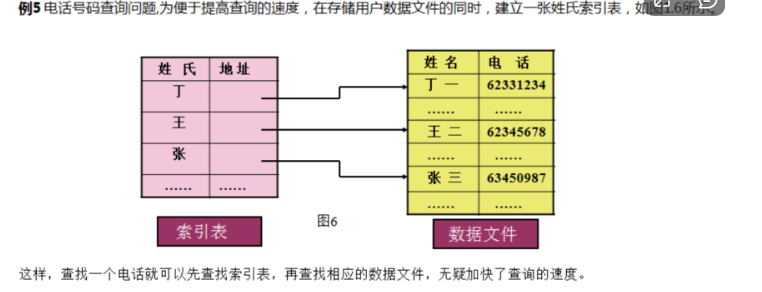 例5 电话号码查询问题,为便于提高查询的速度，在存储用户数据文件的同时，建立一张姓氏索引表，如图1.6所示。
姓 氏 地址
丁
王
张
...... ......
姓 名 电 话
丁 一 62331234
...... ......
王 二 62345678
...... ......
张 三 63450987
...... ......
索引表
图6
数据文件
这样，查找一个电话就可以先查找索引表，再查找相应的数据文件，无疑加快了查询的速度。